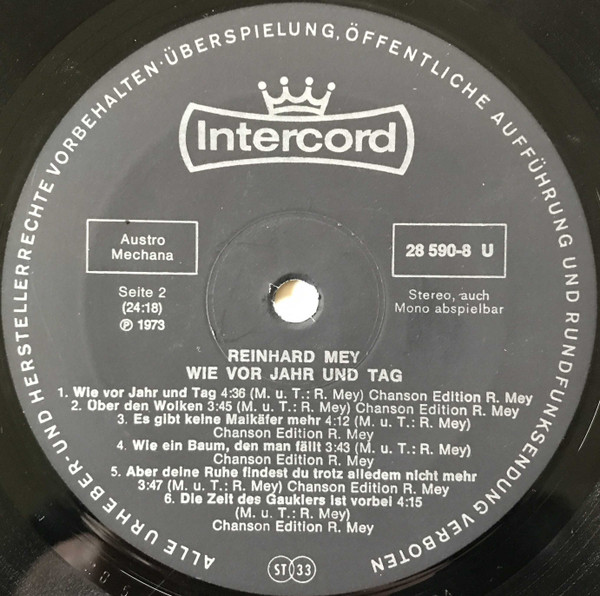 ALLE URHEBER- UND HERSTELLERRECHTE VORBEHALTEN · ÜBERSPIELUNG, ÖFFENTLICHE AUFFÜHRUNG UND RUNDFUNKSENDUNG VERBOTEN
Intercord
Austro
Mechana
28 590-8 U
Seite 2
(24:18)
℗ 1973
Stereo, auch
Mono abspielbar
REINHARD MEY
WIE VOR JAHR UND TAG
1. Wie vor Jahr und Tag 4:36 (M. u. T.: R. Mey) Chanson Edition R. Mey
2. Über den Wolken 3:45 (M. u. T.: R. Mey) Chanson Edition R. Mey
3. Es gibt keine Maikäfer mehr 4:12 (M. u. T.: R. Mey)
Chanson Edition R. Mey
4. Wie ein Baum, den man fällt 3:43 (M. u. T.: R. Mey)
Chanson Edition R. Mey
5. Aber deine Ruhe findest du trotz alledem nicht mehr
3:47 (M. u. T.: R. Mey) Chanson Edition R. Mey
6. Die Zeit des Gauklers ist vorbei 4:15
(M. u. T.: R. Mey)
Chanson Edition R. Mey
ST 33